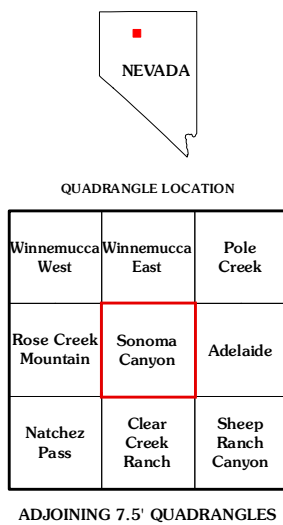 NEVADA
QUADRANGLE LOCATION
Winnemucca West
Winnemucca East
Pole Creek
Rose Creek Mountain
Sonoma Canyon
Adelaide
Natchez Pass
Clear Creek Ranch
Sheep Ranch Canyon
ADJOINING 7.5' QUADRANGLES